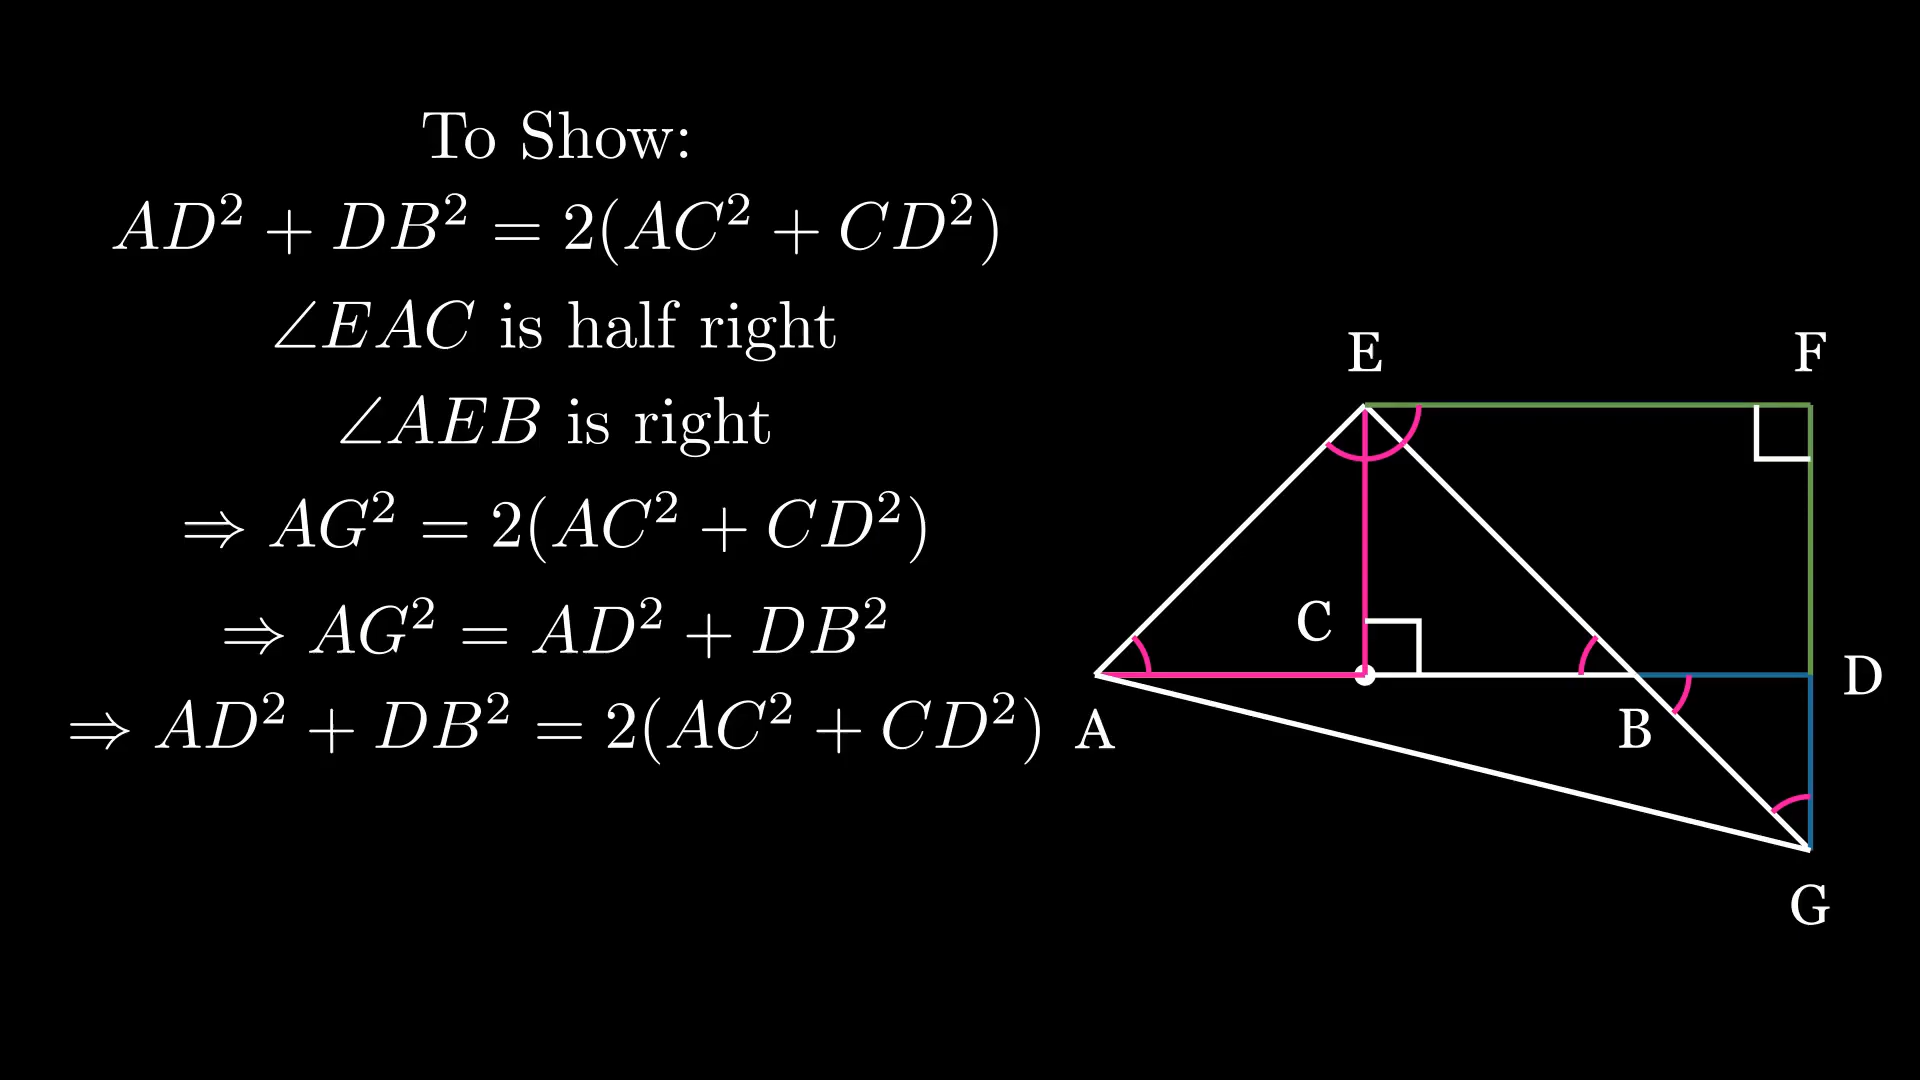 To Show:
AD² + DB² = 2(AC² + CD²)
∠EAC is half right
∠AEB is right
⇒ AG² = 2(AC² + CD²)
⇒ AG² = AD² + DB²
⇒ AD² + DB² = 2(AC² + CD²)
E
F
C
D
A
B
G